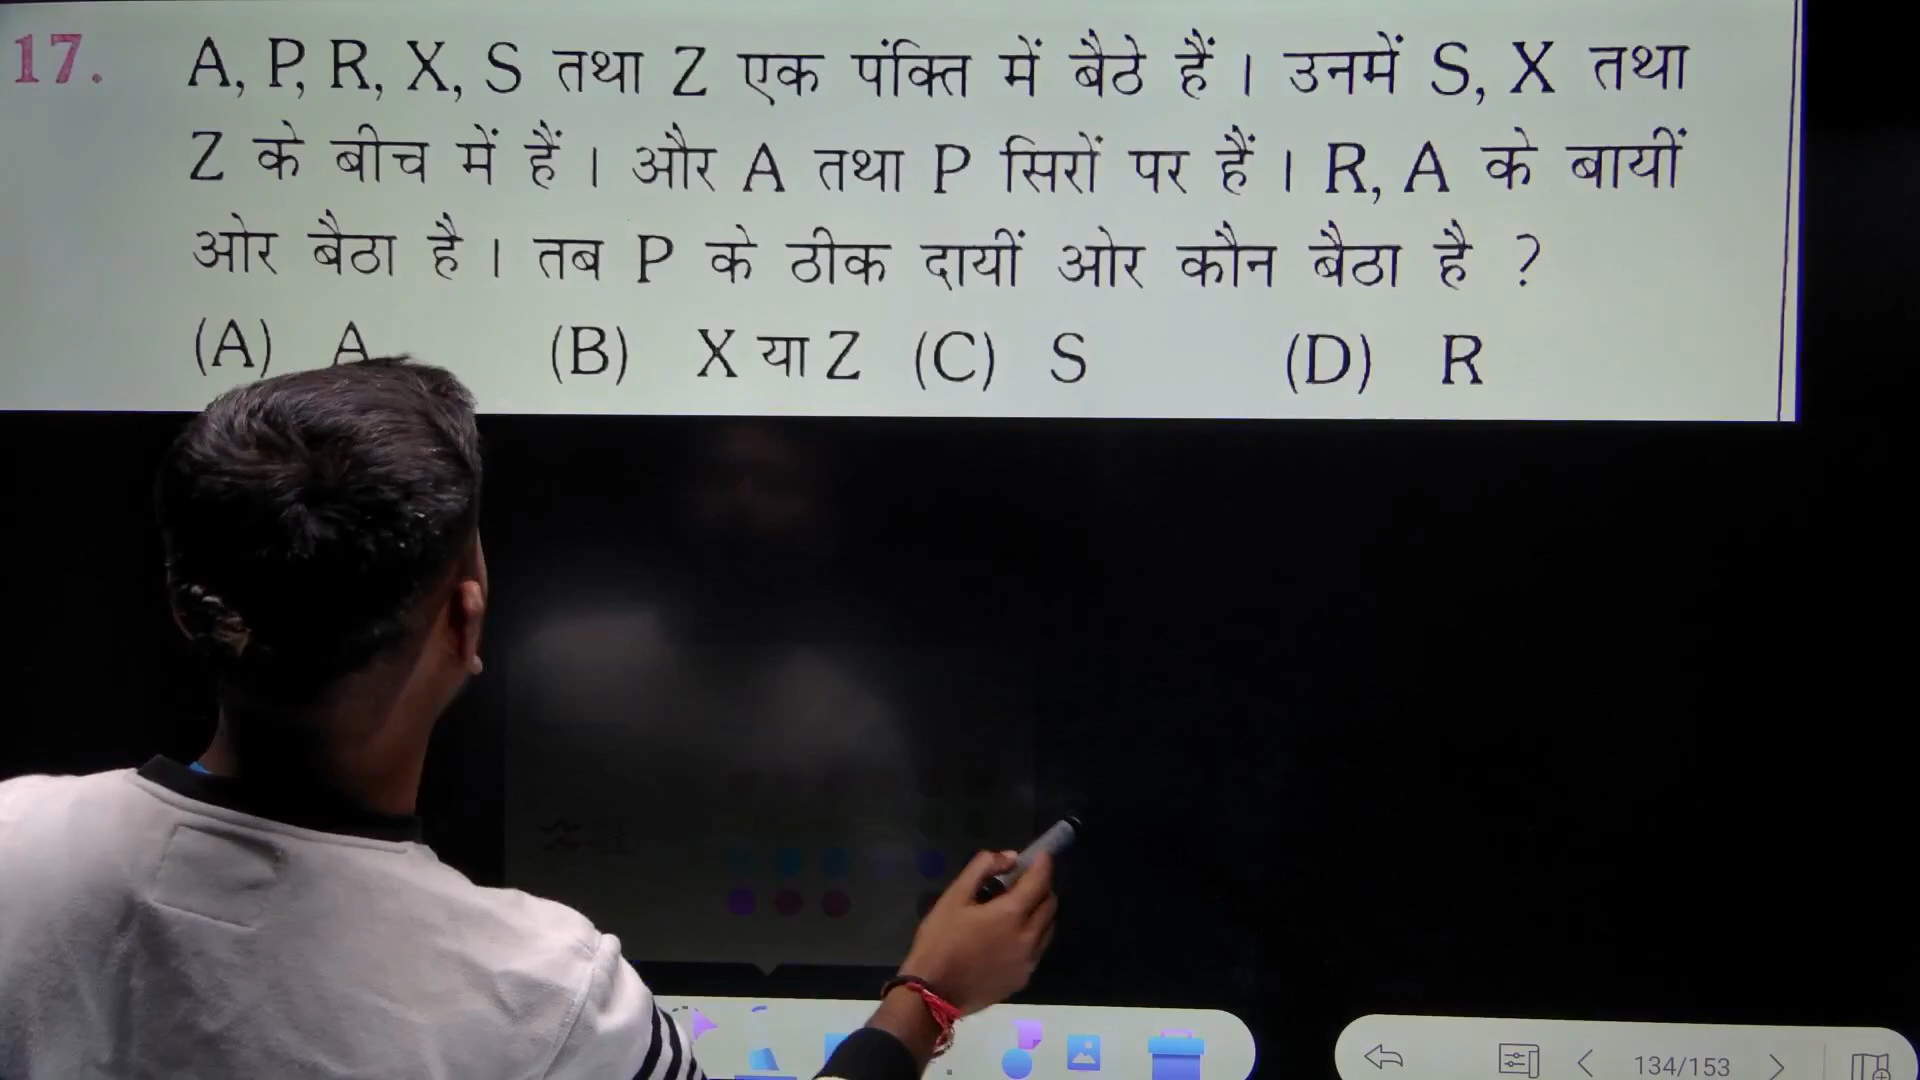 17. A, P, R, X, S तथा Z एक पंक्ति में बैठे हैं । उनमें S, X तथा
Z के बीच में हैं । और A तथा P सिरों पर हैं । R, A के बायीं
ओर बैठा है । तब P के ठीक दायीं ओर कौन बैठा है ?
(A) A (B) X या Z (C) S (D) R
134/153